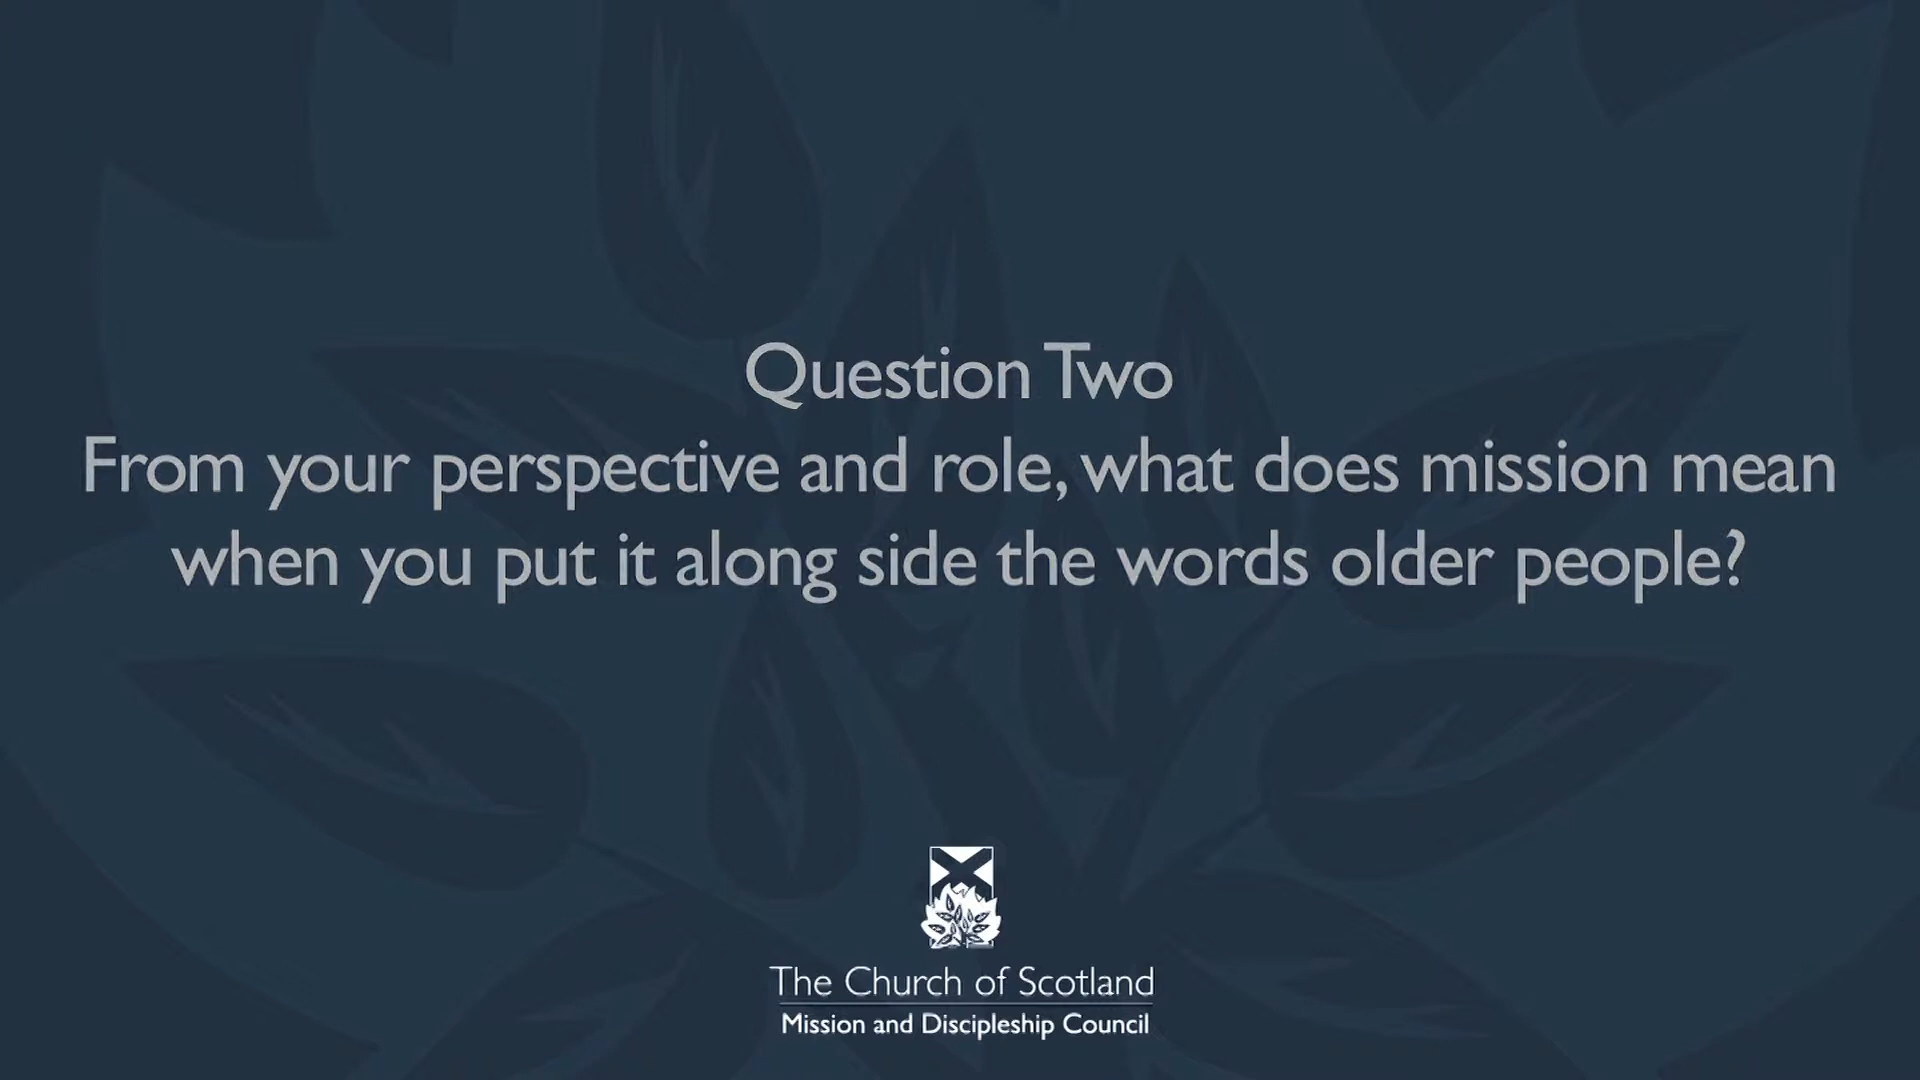 Question Two
From your perspective and role, what does mission mean
when you put it along side the words older people?
The Church of Scotland
Mission and Discipleship Council